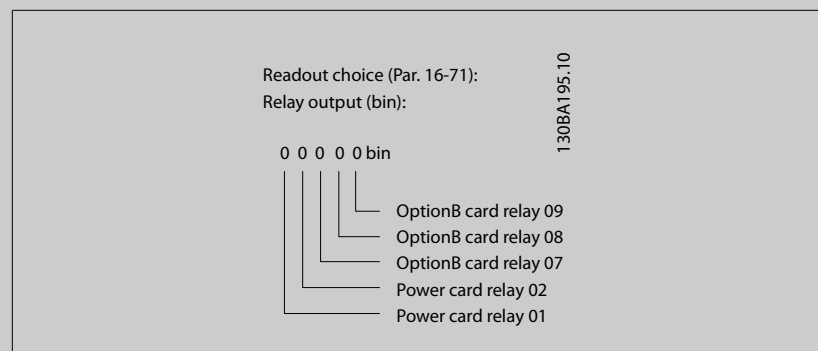 Readout choice (Par. 16-71):
Relay output (bin):
130BA195.10
0 0 0 0 0 bin
OptionB card relay 09
OptionB card relay 08
OptionB card relay 07
Power card relay 02
Power card relay 01